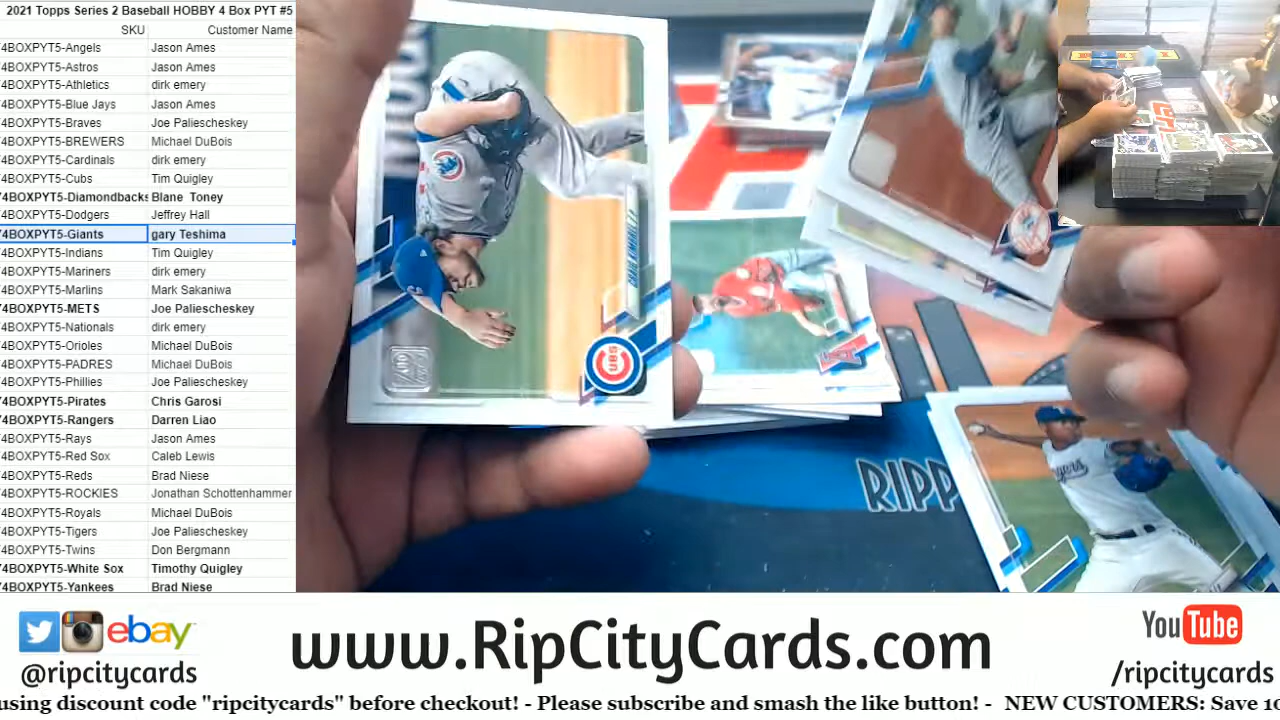 2021 Topps Series 2 Baseball HOBBY 4 Box PYT #5
SKU Customer Name
4BOXPYT5-Angels Jason Ames
4BOXPYT5-Astros Jason Ames
4BOXPYT5-Athletics dirk emery
4BOXPYT5-Blue Jays Jason Ames
4BOXPYT5-Braves Joe Paliescheskey
4BOXPYT5-BREWERS Michael DuBois
4BOXPYT5-Cardinals dirk emery
4BOXPYT5-Cubs Tim Quigley
4BOXPYT5-Diamondbacks Blane Toney
4BOXPYT5-Dodgers Jeffrey Hall
4BOXPYT5-Giants gary Teshima
4BOXPYT5-Indians Tim Quigley
4BOXPYT5-Mariners dirk emery
4BOXPYT5-Marlins Mark Sakaniwa
4BOXPYT5-METS Joe Paliescheskey
4BOXPYT5-Nationals dirk emery
4BOXPYT5-Orioles Michael DuBois
4BOXPYT5-PADRES Michael DuBois
4BOXPYT5-Phillies Joe Paliescheskey
4BOXPYT5-Pirates Chris Garosi
4BOXPYT5-Rangers Darren Liao
4BOXPYT5-Rays Jason Ames
4BOXPYT5-Red Sox Caleb Lewis
4BOXPYT5-Reds Brad Niese
4BOXPYT5-ROCKIES Jonathan Schottenhammer
4BOXPYT5-Royals Michael DuBois
4BOXPYT5-Tigers Joe Paliescheskey
4BOXPYT5-Twins Don Bergmann
4BOXPYT5-White Sox Timothy Quigley
4BOXPYT5-Yankees Brad Niese
CRAIG KIMBREL
CUBS
RIPP
ebay
@ripcitycards
www.RipCityCards.com
YouTube
/ripcitycards
using discount code "ripcitycards" before checkout! - Please subscribe and smash the like button! - NEW CUSTOMERS: Save 10